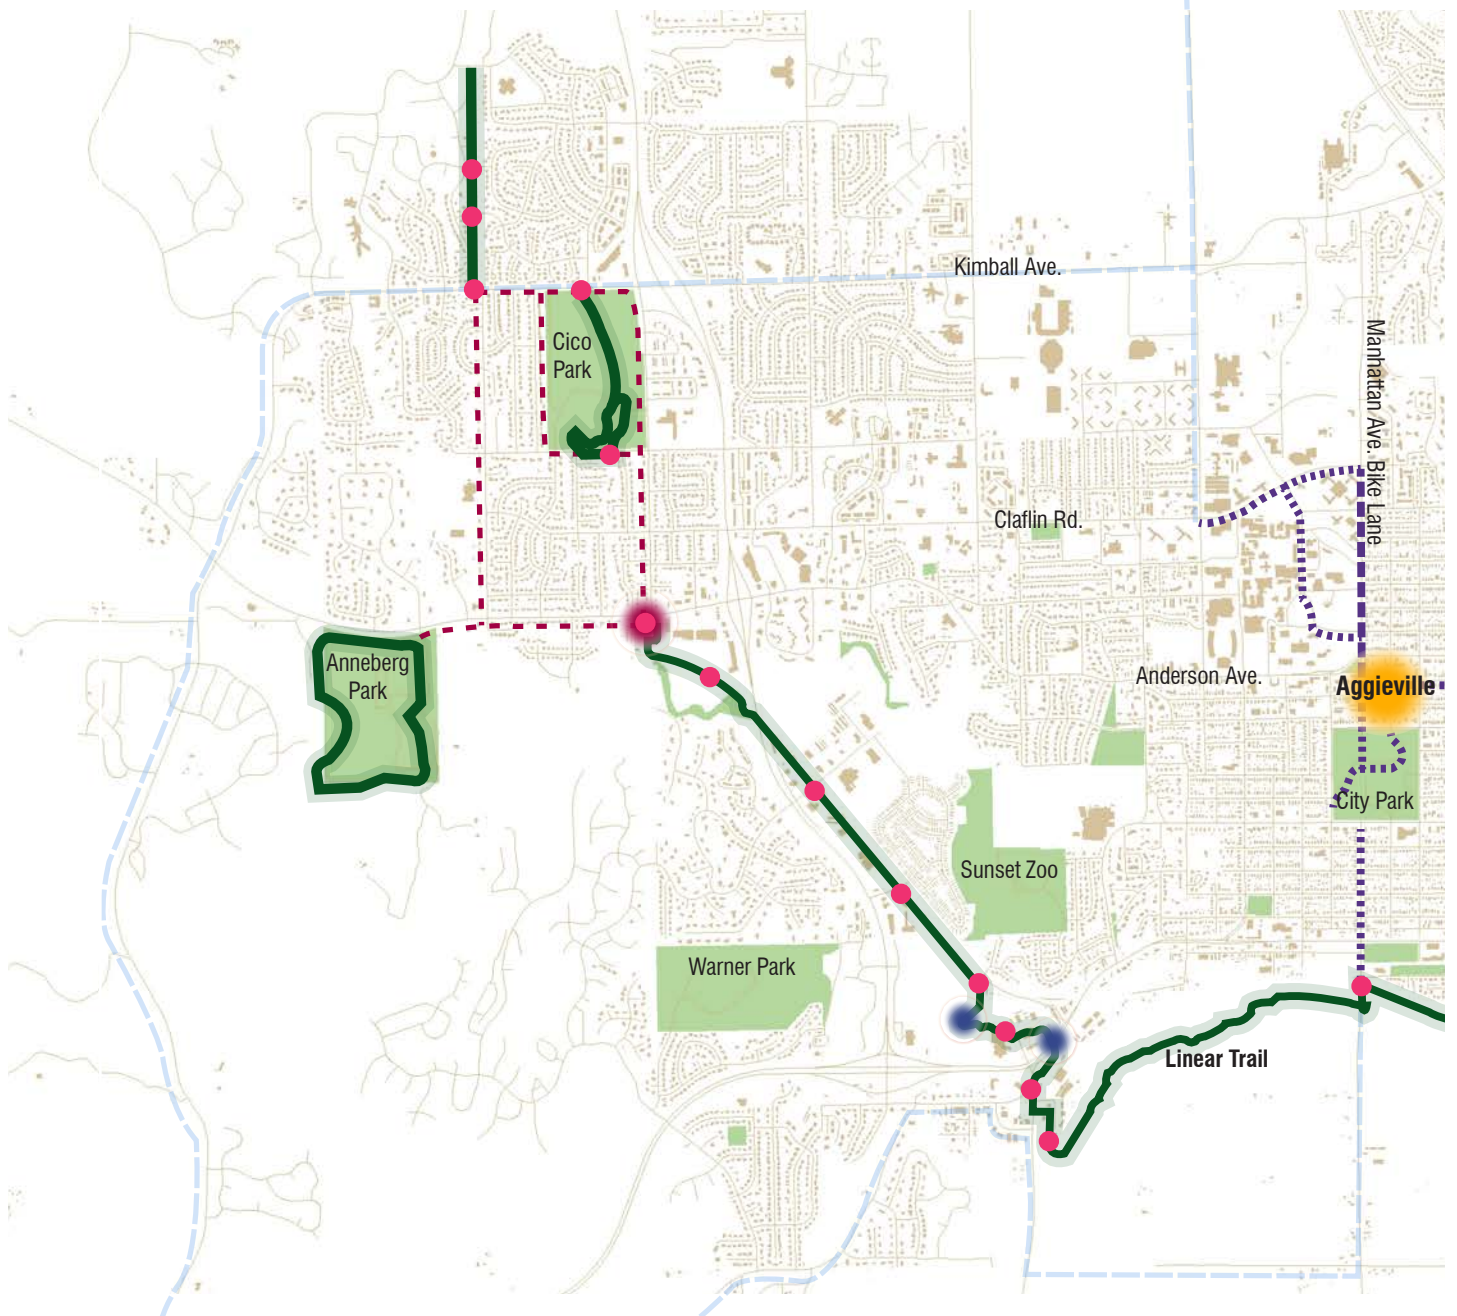 Kimball Ave.
Cico
Park
Manhattan Ave. Bike Lane
Claflin Rd.
Anneberg
Park
Anderson Ave.
Aggieville
City Park
Sunset Zoo
Warner Park
Linear Trail